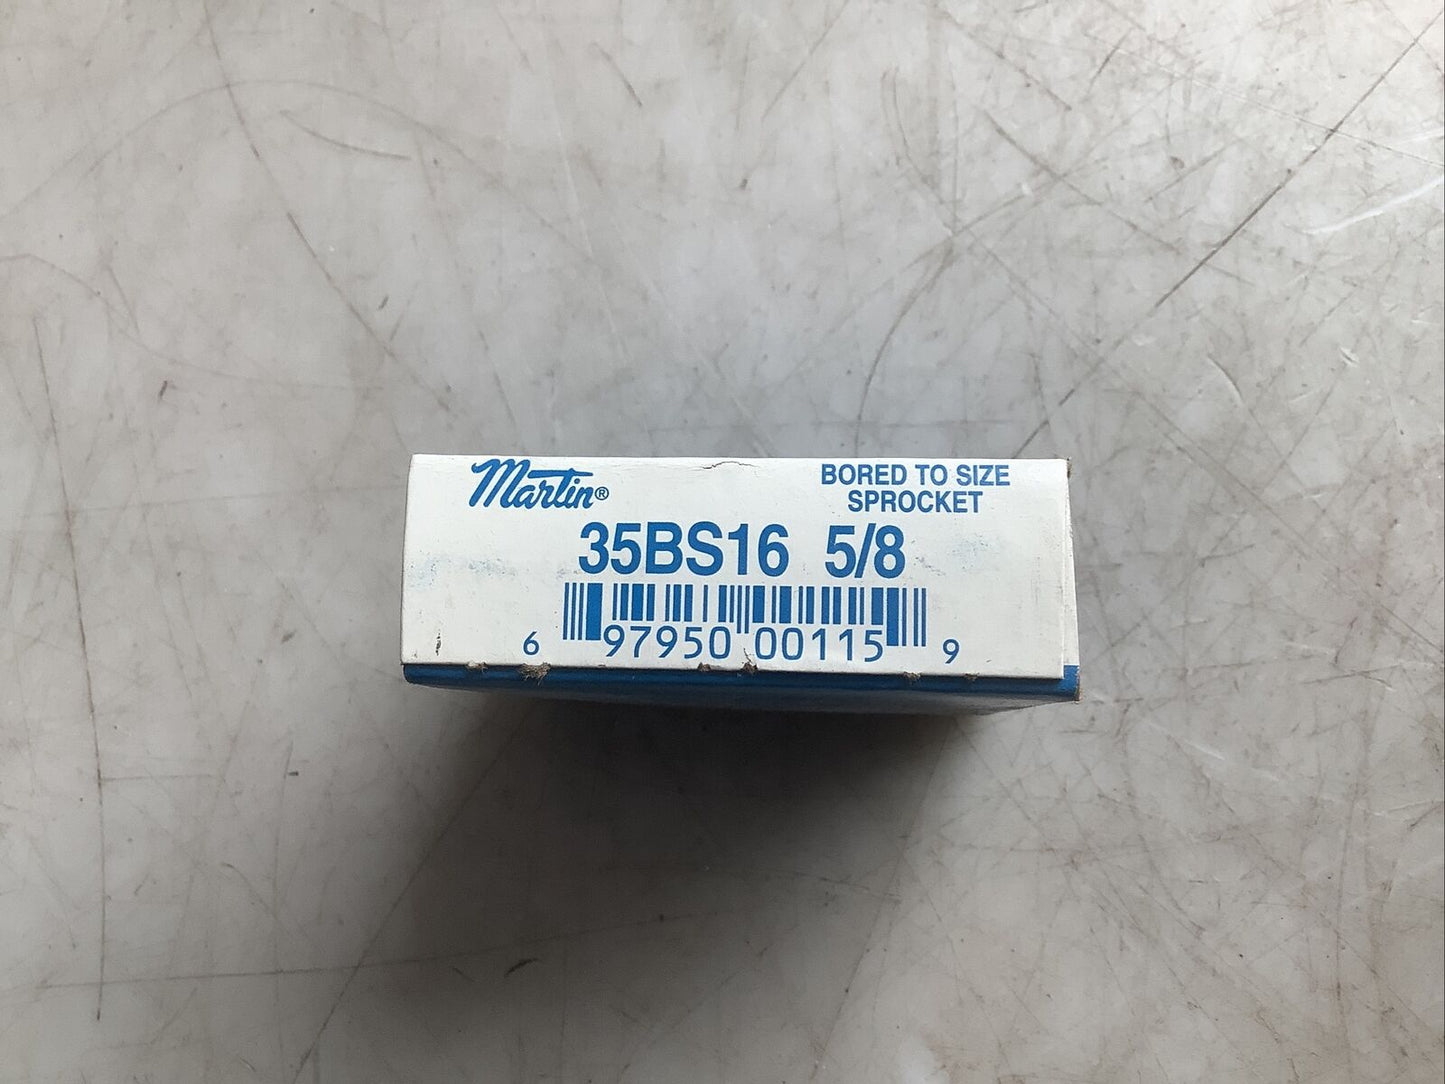 Martin®
BORED TO SIZE
SPROCKET
35BS16 5/8
6 97950 00115 9